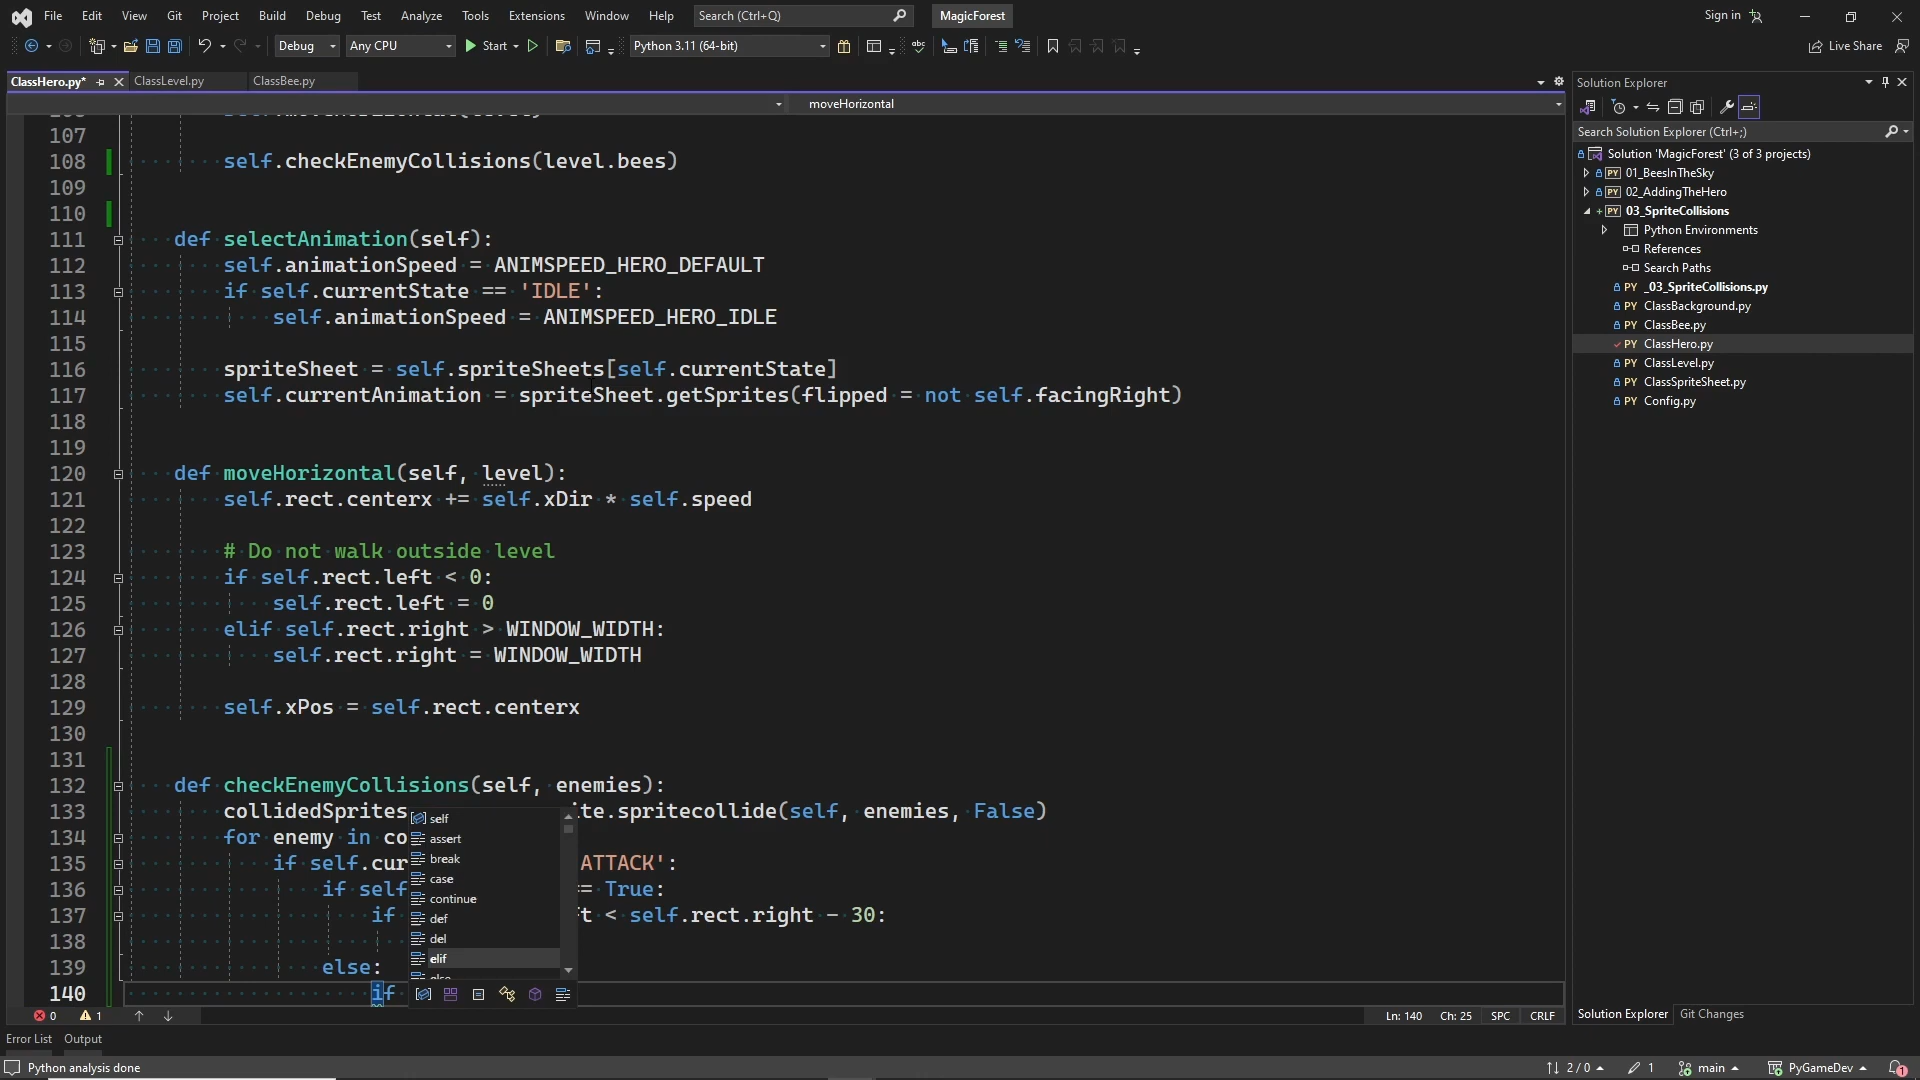 File Edit View Git Project Build Debug Test Analyze Tools Extensions Window Help Search (Ctrl+Q) MagicForest Sign in
Debug Any CPU Start Python 3.11 (64-bit) Live Share
ClassHero.py* ClassLevel.py ClassBee.py
moveHorizontal
107
108 self.checkEnemyCollisions(level.bees)
109
110
111 def selectAnimation(self):
112 self.animationSpeed = ANIMSPEED_HERO_DEFAULT
113 if self.currentState == 'IDLE':
114 self.animationSpeed = ANIMSPEED_HERO_IDLE
115
116 spriteSheet = self.spriteSheets[self.currentState]
117 self.currentAnimation = spriteSheet.getSprites(flipped = not self.facingRight)
118
119
120 def moveHorizontal(self, level):
121 self.rect.centerx += self.xDir * self.speed
122
123 # Do not walk outside level
124 if self.rect.left < 0:
125 self.rect.left = 0
126 elif self.rect.right > WINDOW_WIDTH:
127 self.rect.right = WINDOW_WIDTH
128
129 self.xPos = self.rect.centerx
130
131
132 def checkEnemyCollisions(self, enemies):
133 collidedSprites ite.spritecollide(self, enemies, False)
134 for enemy in co
135 if self.cur ATTACK':
136 if self == True:
137 if t < self.rect.right - 30:
138
139 else:
140 if
self
assert
break
case
continue
def
del
elif
0 1 Ln: 140 Ch: 25 SPC CRLF
Error List Output
Python analysis done 2 / 0 1 main PyGameDev 1
Solution Explorer
Search Solution Explorer (Ctrl+;)
Solution 'MagicForest' (3 of 3 projects)
PY 01_BeesInTheSky
PY 02_AddingTheHero
PY 03_SpriteCollisions
Python Environments
References
Search Paths
PY _03_SpriteCollisions.py
PY ClassBackground.py
PY ClassBee.py
PY ClassHero.py
PY ClassLevel.py
PY ClassSpriteSheet.py
PY Config.py
Solution Explorer Git Changes